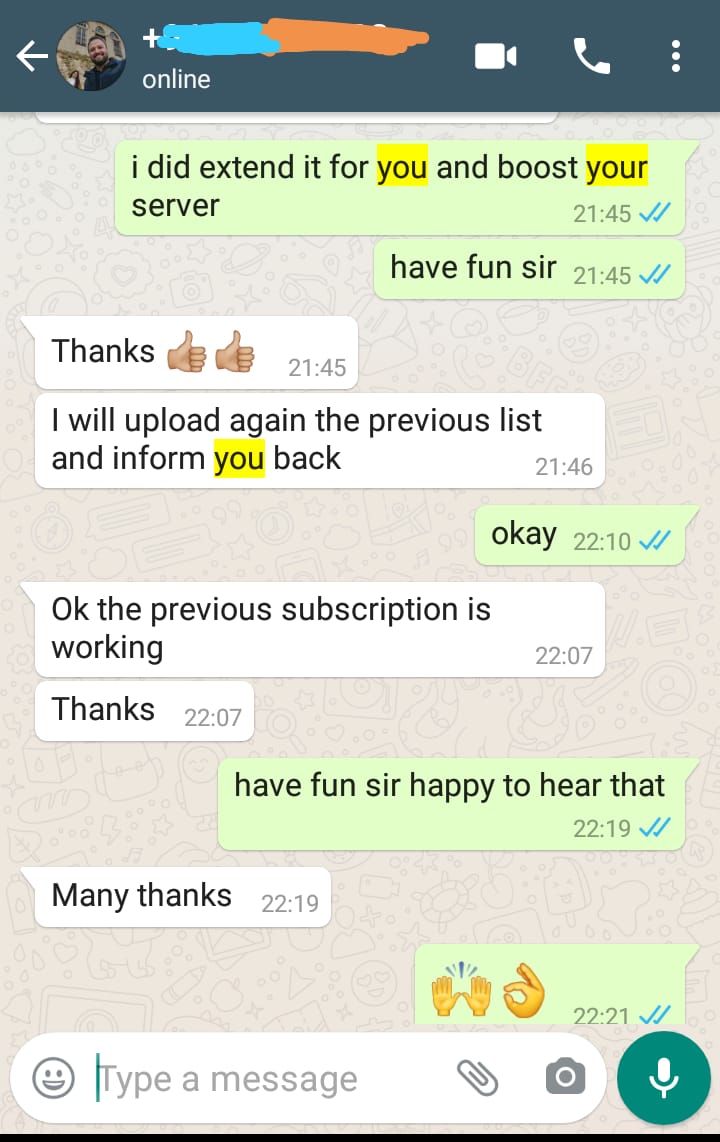 online
i did extend it for you and boost your
server
21:45
have fun sir 21:45
Thanks 👍🏼👍🏼 21:45
I will upload again the previous list
and inform you back
21:46
okay 22:10
Ok the previous subscription is
working
22:07
Thanks 22:07
have fun sir happy to hear that
22:19
Many thanks 22:19
🙌👌 22:21
Type a message